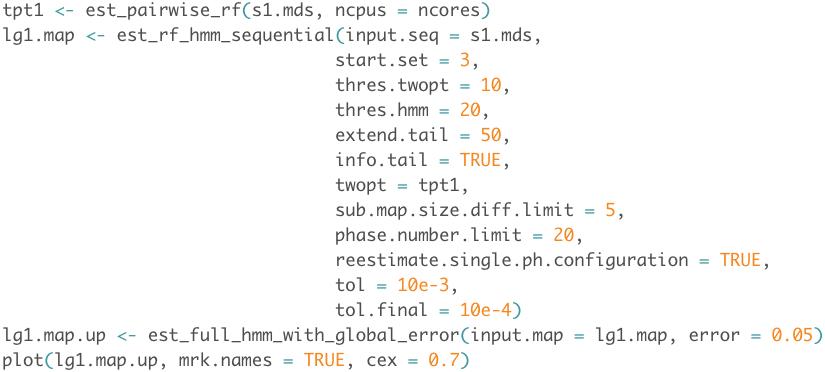 tpt1 <- est_pairwise_rf(s1.mds, ncpus = ncores)
lg1.map <- est_rf_hmm_sequential(input.seq = s1.mds,
start.set = 3,
thres.twopt = 10,
thres.hmm = 20,
extend.tail = 50,
info.tail = TRUE,
twopt = tpt1,
sub.map.size.diff.limit = 5,
phase.number.limit = 20,
reestimate.single.ph.configuration = TRUE,
tol = 10e-3,
tol.final = 10e-4)
lg1.map.up <- est_full_hmm_with_global_error(input.map = lg1.map, error = 0.05)
plot(lg1.map.up, mrk.names = TRUE, cex = 0.7)